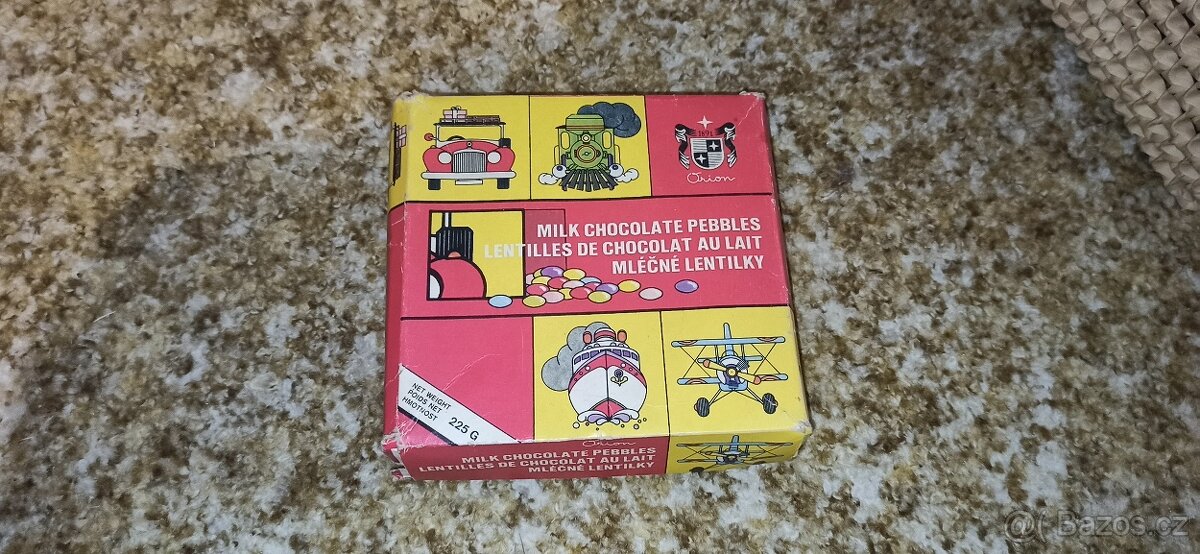 1896
Orion
MILK CHOCOLATE PEBBLES
LENTILLES DE CHOCOLAT AU LAIT
MLÉČNÉ LENTILKY
NET WEIGHT
POIDS NET
HMOTNOST
225 G
Orion
MILK CHOCOLATE PEBBLES
LENTILLES DE CHOCOLAT AU LAIT
MLÉČNÉ LENTILKY
@( Bazos.cz